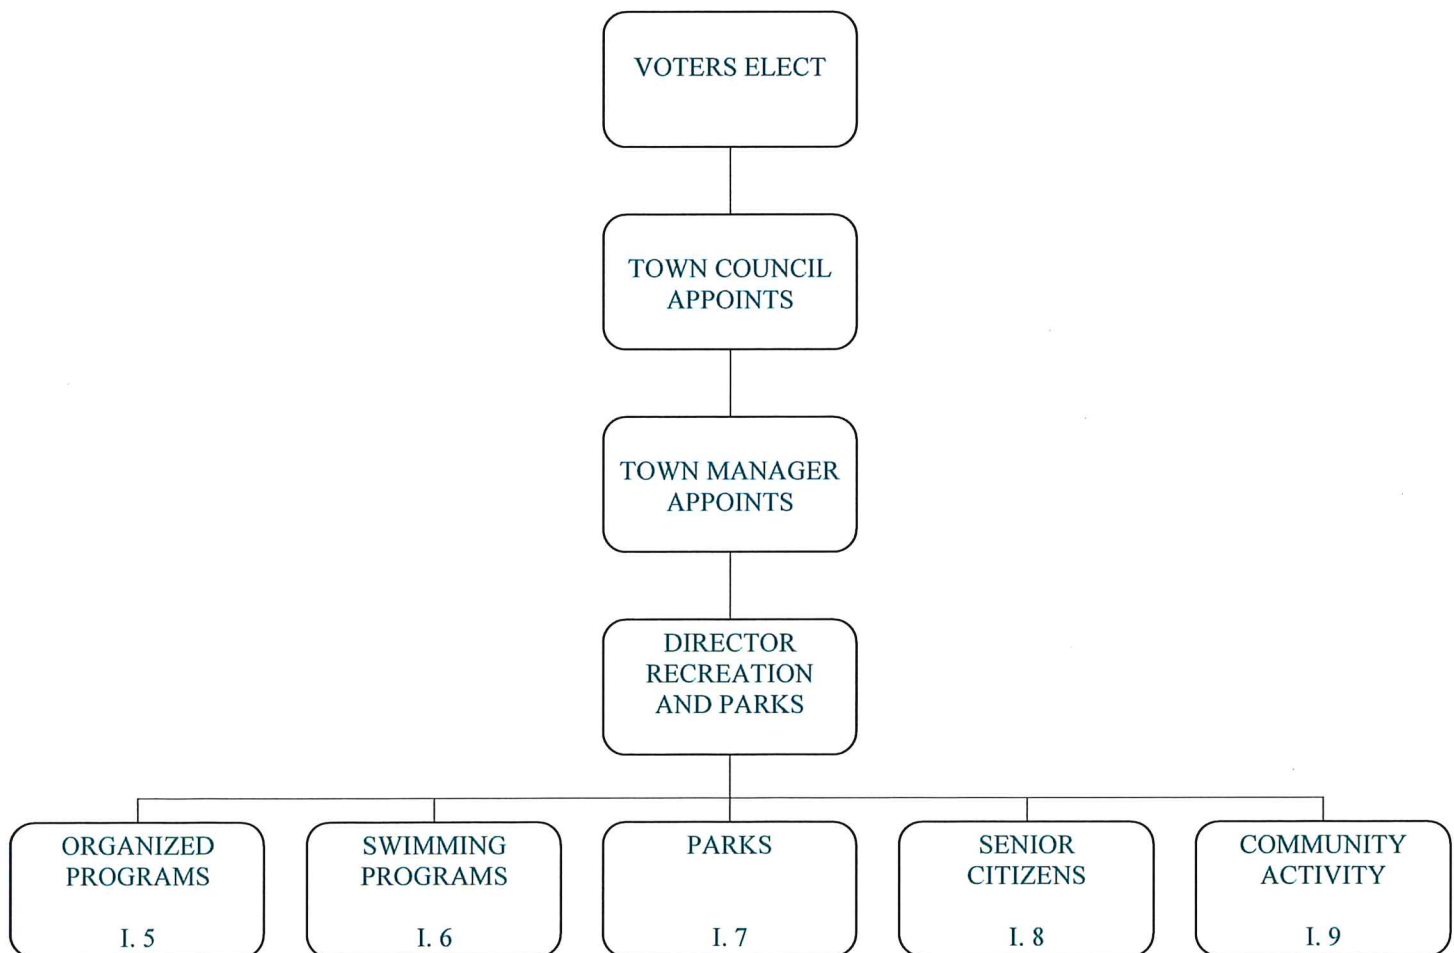 VOTERS ELECT
TOWN COUNCIL
APPOINTS
TOWN MANAGER
APPOINTS
DIRECTOR
RECREATION
AND PARKS
ORGANIZED
PROGRAMS
I. 5
SWIMMING
PROGRAMS
I. 6
PARKS
I. 7
SENIOR
CITIZENS
I. 8
COMMUNITY
ACTIVITY
I. 9